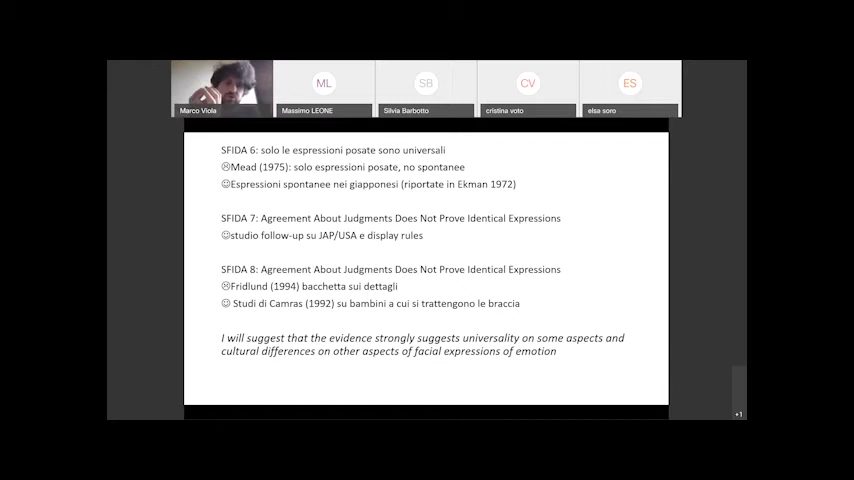 ML
SB
CV
ES
Marco Viola
Massimo LEONE
Silvia Barbotto
cristina voto
elsa soro
SFIDA 6: solo le espressioni posate sono universali
☹Mead (1975): solo espressioni posate, no spontanee
☺Espressioni spontanee nei giapponesi (riportate in Ekman 1972)
SFIDA 7: Agreement About Judgments Does Not Prove Identical Expressions
☺studio follow-up su JAP/USA e display rules
SFIDA 8: Agreement About Judgments Does Not Prove Identical Expressions
☹Fridlund (1994) bacchetta sui dettagli
☺ Studi di Camras (1992) su bambini a cui si trattengono le braccia
I will suggest that the evidence strongly suggests universality on some aspects and
cultural differences on other aspects of facial expressions of emotion
+1